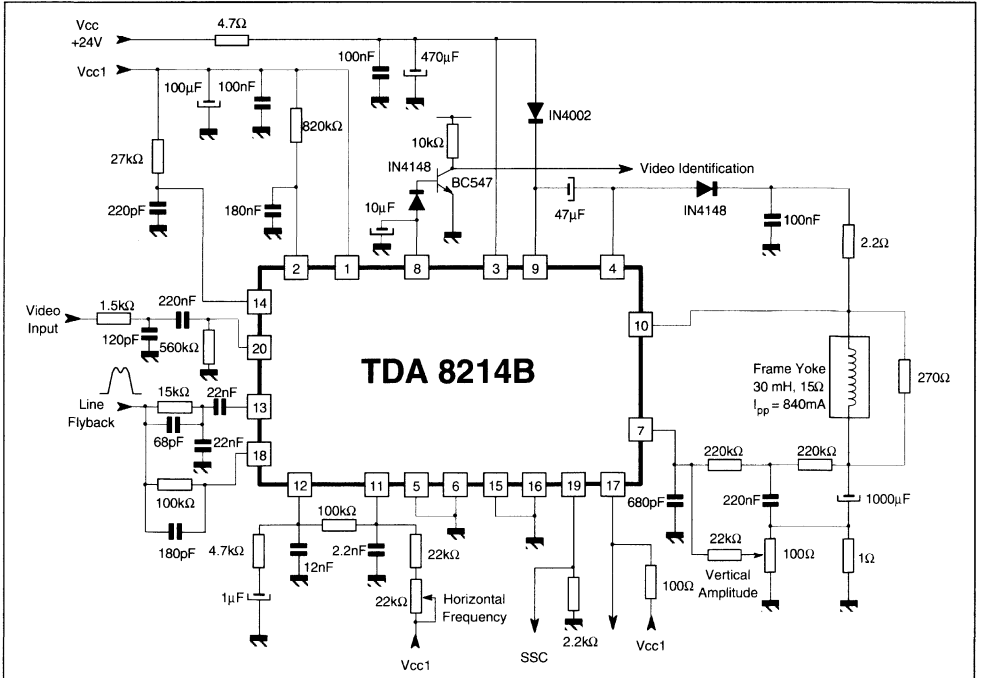 Vcc
+24V
4.7Ω
Vcc1
100µF
100nF
100nF
470µF
820kΩ
IN4002
10kΩ
IN4148
BC547
Video Identification
27kΩ
220pF
180nF
10µF
47µF
IN4148
100nF
2.2Ω
2
1
8
3
9
4
14
Video
Input
1.5kΩ
220nF
120pF
560kΩ
20
10
TDA 8214B
Frame Yoke
30 mH, 15Ω
Ipp = 840mA
270Ω
Line
Flyback
15kΩ
22nF
13
68pF
22nF
18
7
100kΩ
180pF
220kΩ
220kΩ
12
11
5
6
15
16
19
17
680pF
220nF
1000µF
100kΩ
4.7kΩ
12nF
2.2nF
22kΩ
22kΩ
Vertical
Amplitude
100Ω
1Ω
1µF
22kΩ
Horizontal
Frequency
100Ω
Vcc1
SSC
2.2kΩ
Vcc1